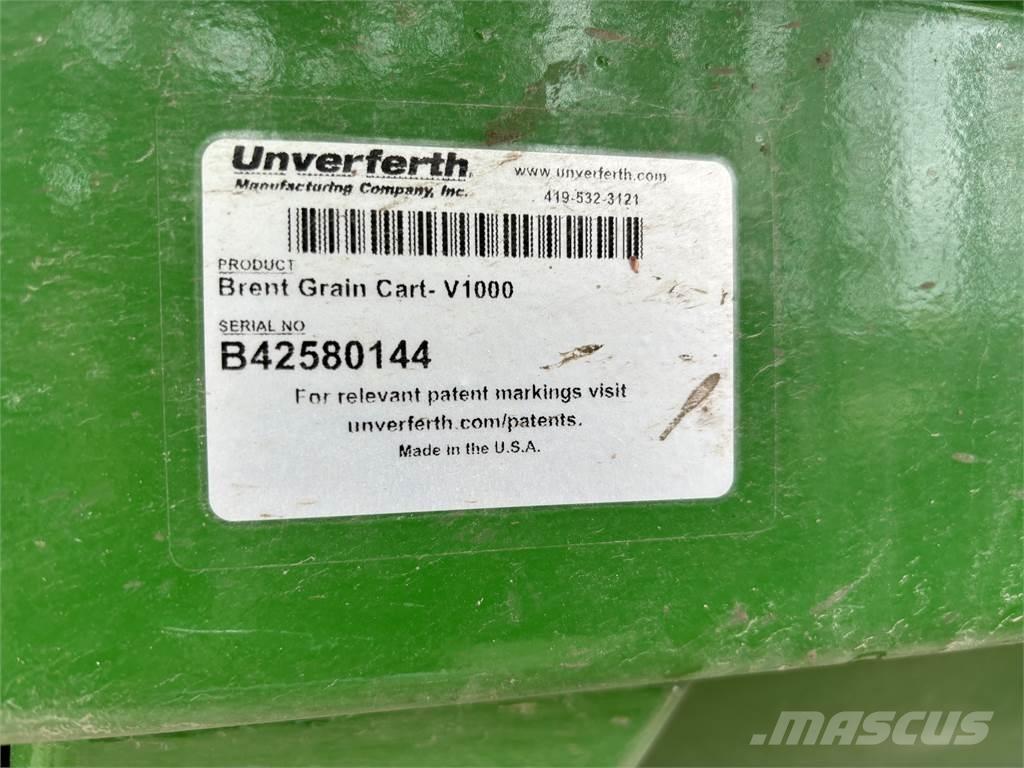 Unverferth
www.unverferth.com
Manufacturing Company, Inc.
419-532-3121
PRODUCT
Brent Grain Cart- V1000
SERIAL NO
B42580144
For relevant patent markings visit
unverferth.com/patents.
Made in the U.S.A.
MASCUS